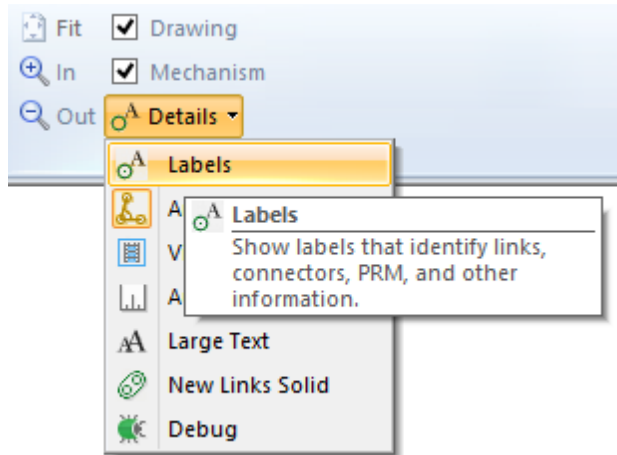 Fit Drawing
In Mechanism
Out A Details
A Labels
A A Labels
V Show labels that identify links,
connectors, PRM, and other
A information.
AA Large Text
New Links Solid
Debug